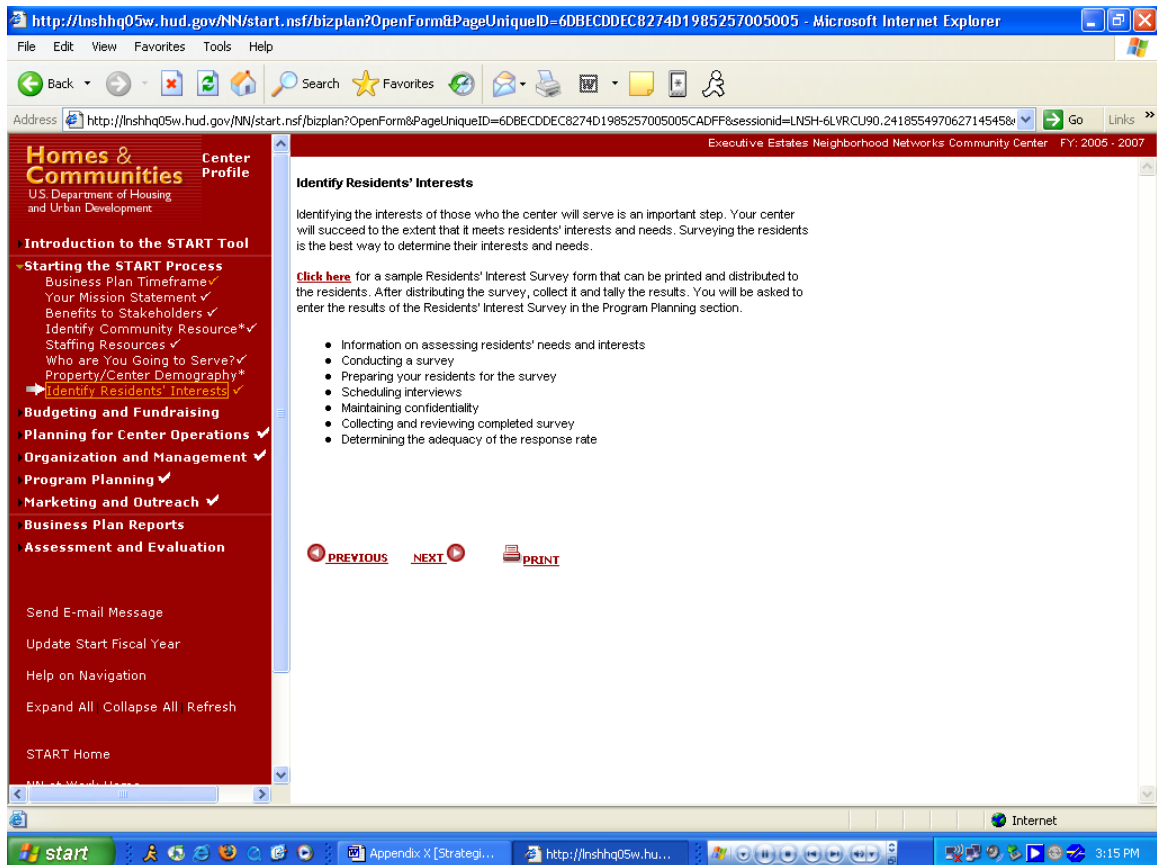 http://lnshhq05w.hud.gov/NN/start.nsf/bizplan?OpenForm&PageUniqueID=6DBECDDEC8274D1985257005005 - Microsoft Internet Explorer
File Edit View Favorites Tools Help
Back Search Favorites
Address http://lnshhq05w.hud.gov/NN/start.nsf/bizplan?OpenForm&PageUniqueID=6DBECDDEC8274D1985257005005CADFF&sessionid=LNSH-6LVRCU90.2418554970627145458& Go Links »
Executive Estates Neighborhood Networks Community Center FY: 2005 - 2007
Homes & Communities
U.S. Department of Housing
and Urban Development
Center
Profile
Introduction to the START Tool
Starting the START Process
Business Plan Timeframe✓
Your Mission Statement ✓
Benefits to Stakeholders ✓
Identify Community Resource*✓
Staffing Resources ✓
Who are You Going to Serve?✓
Property/Center Demography*
Identify Residents' Interests ✓
Budgeting and Fundraising
Planning for Center Operations ✓
Organization and Management ✓
Program Planning ✓
Marketing and Outreach ✓
Business Plan Reports
Assessment and Evaluation
Send E-mail Message
Update Start Fiscal Year
Help on Navigation
Expand All Collapse All Refresh
START Home
Identify Residents' Interests
Identifying the interests of those who the center will serve is an important step. Your center
will succeed to the extent that it meets residents' interests and needs. Surveying the residents
is the best way to determine their interests and needs.
Click here for a sample Residents' Interest Survey form that can be printed and distributed to
the residents. After distributing the survey, collect it and tally the results. You will be asked to
enter the results of the Residents' Interest Survey in the Program Planning section.
• Information on assessing residents' needs and interests
• Conducting a survey
• Preparing your residents for the survey
• Scheduling interviews
• Maintaining confidentiality
• Collecting and reviewing completed survey
• Determining the adequacy of the response rate
PREVIOUS NEXT PRINT
Internet
start Appendix X [Strategi... http://lnshhq05w.hu... 3:15 PM